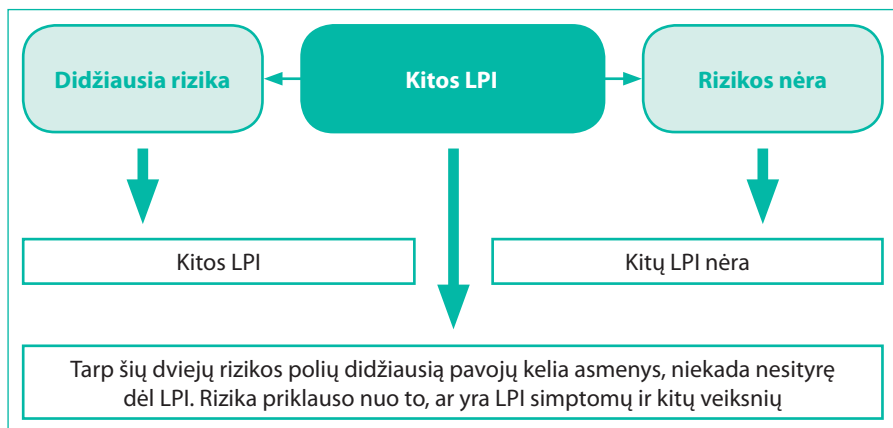 Didžiausia rizika
Kitos LPI
Rizikos nėra
Kitos LPI
Kitų LPI nėra
Tarp šių dviejų rizikos polių didžiausią pavojų kelia asmenys, niekada nesityrę
dėl LPI. Rizika priklauso nuo to, ar yra LPI simptomų ir kitų veiksnių